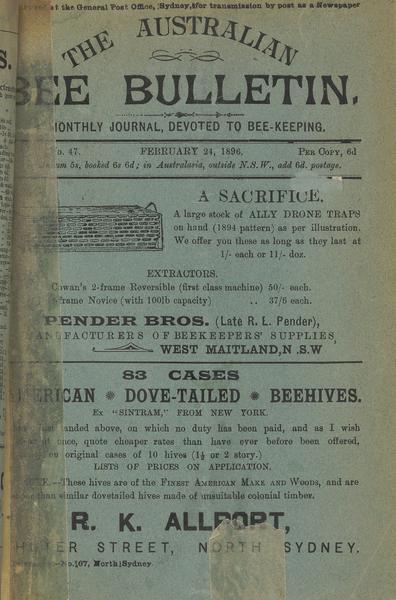 at the General Post Office, Sydney, for transmission by post as a Newspaper
THE AUSTRALIAN
BEE BULLETIN.
MONTHLY JOURNAL, DEVOTED TO BEE-KEEPING.
No. 47. FEBRUARY 24, 1896. PER COPY, 6d
5s, booked 6s 6d; in Australasia, outside N.S.W., add 6d. postage.
A SACRIFICE.
A large stock of ALLY DRONE TRAPS
on hand (1894 pattern) as per illustration.
We offer you these as long as they last at
1/- each or 11/- doz.
EXTRACTORS.
Cowan's 2-frame Reversible (first class machine) 50/- each.
frame Novice (with 100lb capacity) .. 37/6 each.
PENDER BROS. (Late R. L. Pender),
MANUFACTURERS OF BEEKEEPERS' SUPPLIES,
WEST MAITLAND, N.S.W
83 CASES
AMERICAN * DOVE-TAILED * BEEHIVES.
Ex "SINTRAM," FROM NEW YORK.
landed above, on which no duty has been paid, and as I wish
once, quote cheaper rates than have ever before been offered,
original cases of 10 hives (1½ or 2 story.)
LISTS OF PRICES ON APPLICATION.
NOTE.—These hives are of the FINEST AMERICAN MAKE AND WOODS, and are
than similar dovetailed hives made of unsuitable colonial timber.
R. K. ALLPORT,
STREET, NORTH SYDNEY.
No. 107, North Sydney